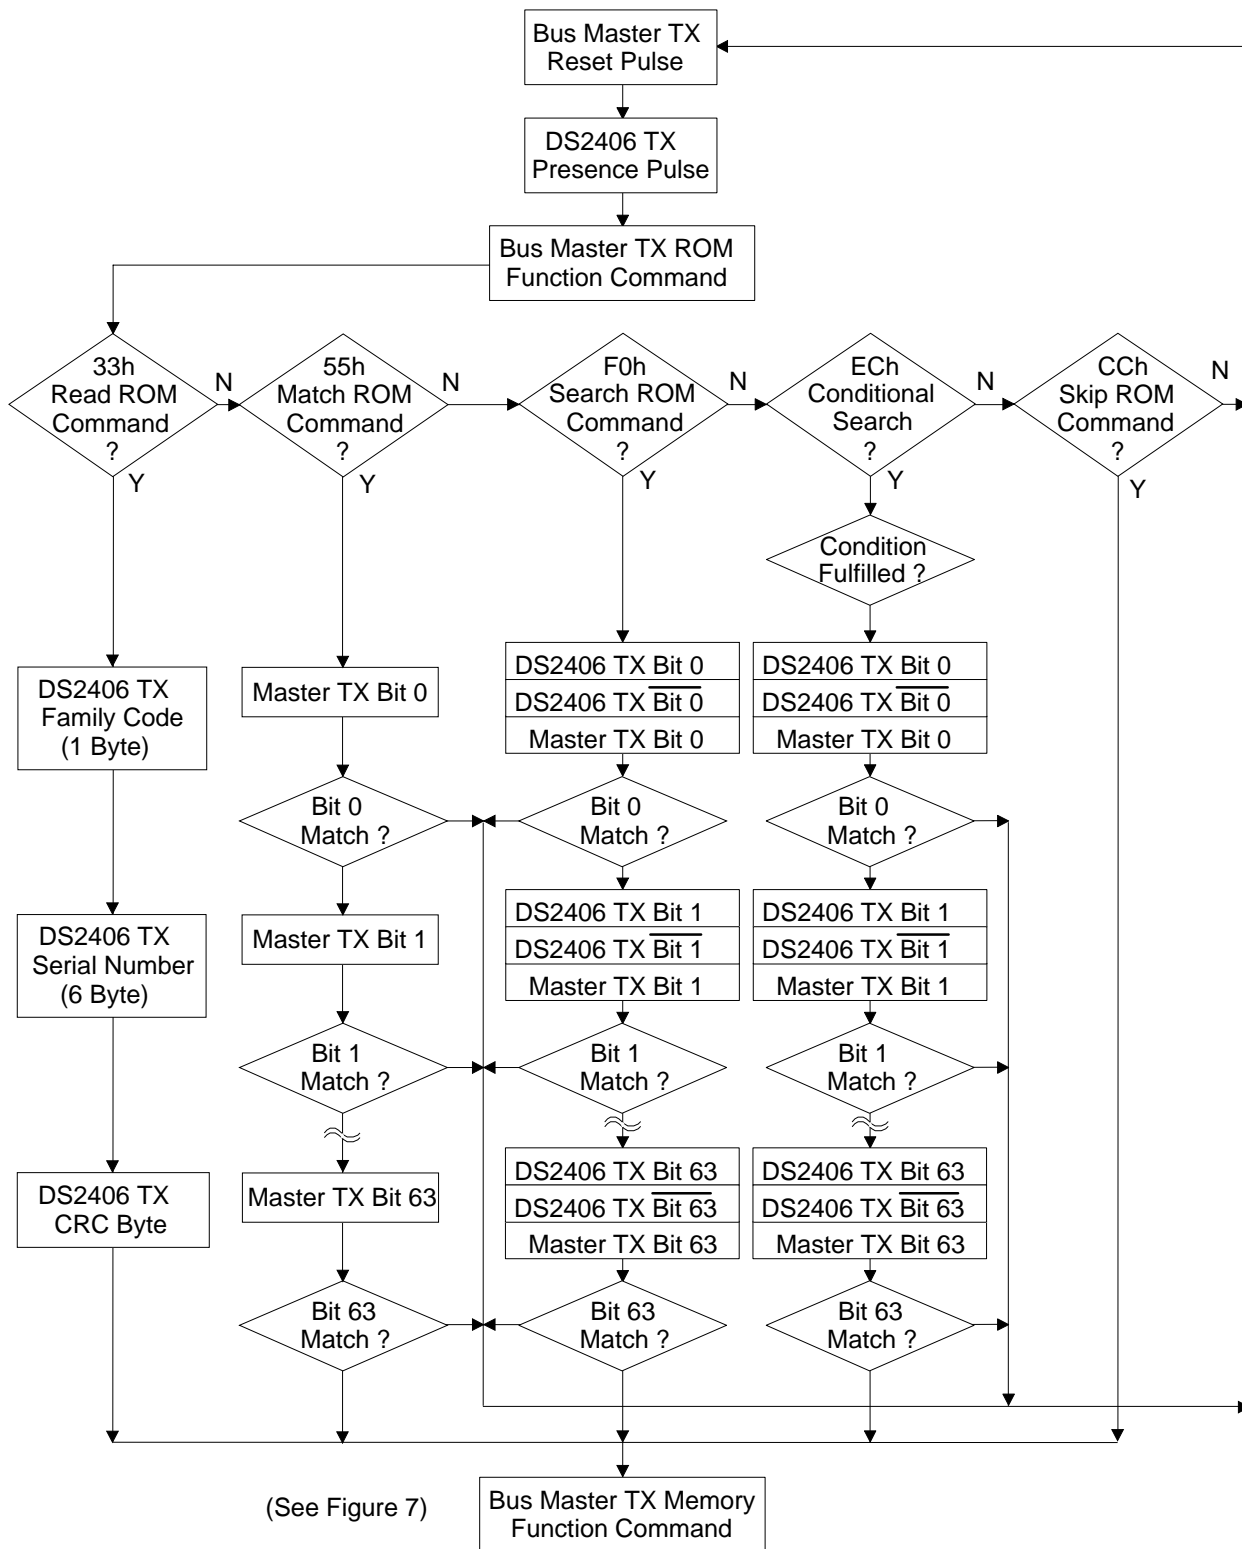 Bus Master TX
Reset Pulse
DS2406 TX
Presence Pulse
Bus Master TX ROM
Function Command
33h
Read ROM
Command
?
N
Y
55h
Match ROM
Command
?
N
Y
F0h
Search ROM
Command
?
N
Y
ECh
Conditional
Search
?
N
Y
CCh
Skip ROM
Command
?
N
Y
Condition
Fulfilled ?
DS2406 TX
Family Code
(1 Byte)
DS2406 TX
Serial Number
(6 Byte)
DS2406 TX
CRC Byte
Master TX Bit 0
Bit 0
Match ?
Master TX Bit 1
Bit 1
Match ?
Master TX Bit 63
Bit 63
Match ?
DS2406 TX Bit 0
DS2406 TX B̅i̅t̅ ̅0̅
Master TX Bit 0
Bit 0
Match ?
DS2406 TX Bit 1
DS2406 TX B̅i̅t̅ ̅1̅
Master TX Bit 1
Bit 1
Match ?
DS2406 TX Bit 63
DS2406 TX B̅i̅t̅ ̅6̅3̅
Master TX Bit 63
Bit 63
Match ?
DS2406 TX Bit 0
DS2406 TX B̅i̅t̅ ̅0̅
Master TX Bit 0
Bit 0
Match ?
DS2406 TX Bit 1
DS2406 TX B̅i̅t̅ ̅1̅
Master TX Bit 1
Bit 1
Match ?
DS2406 TX Bit 63
DS2406 TX B̅i̅t̅ ̅6̅3̅
Master TX Bit 63
Bit 63
Match ?
(See Figure 7)
Bus Master TX Memory
Function Command